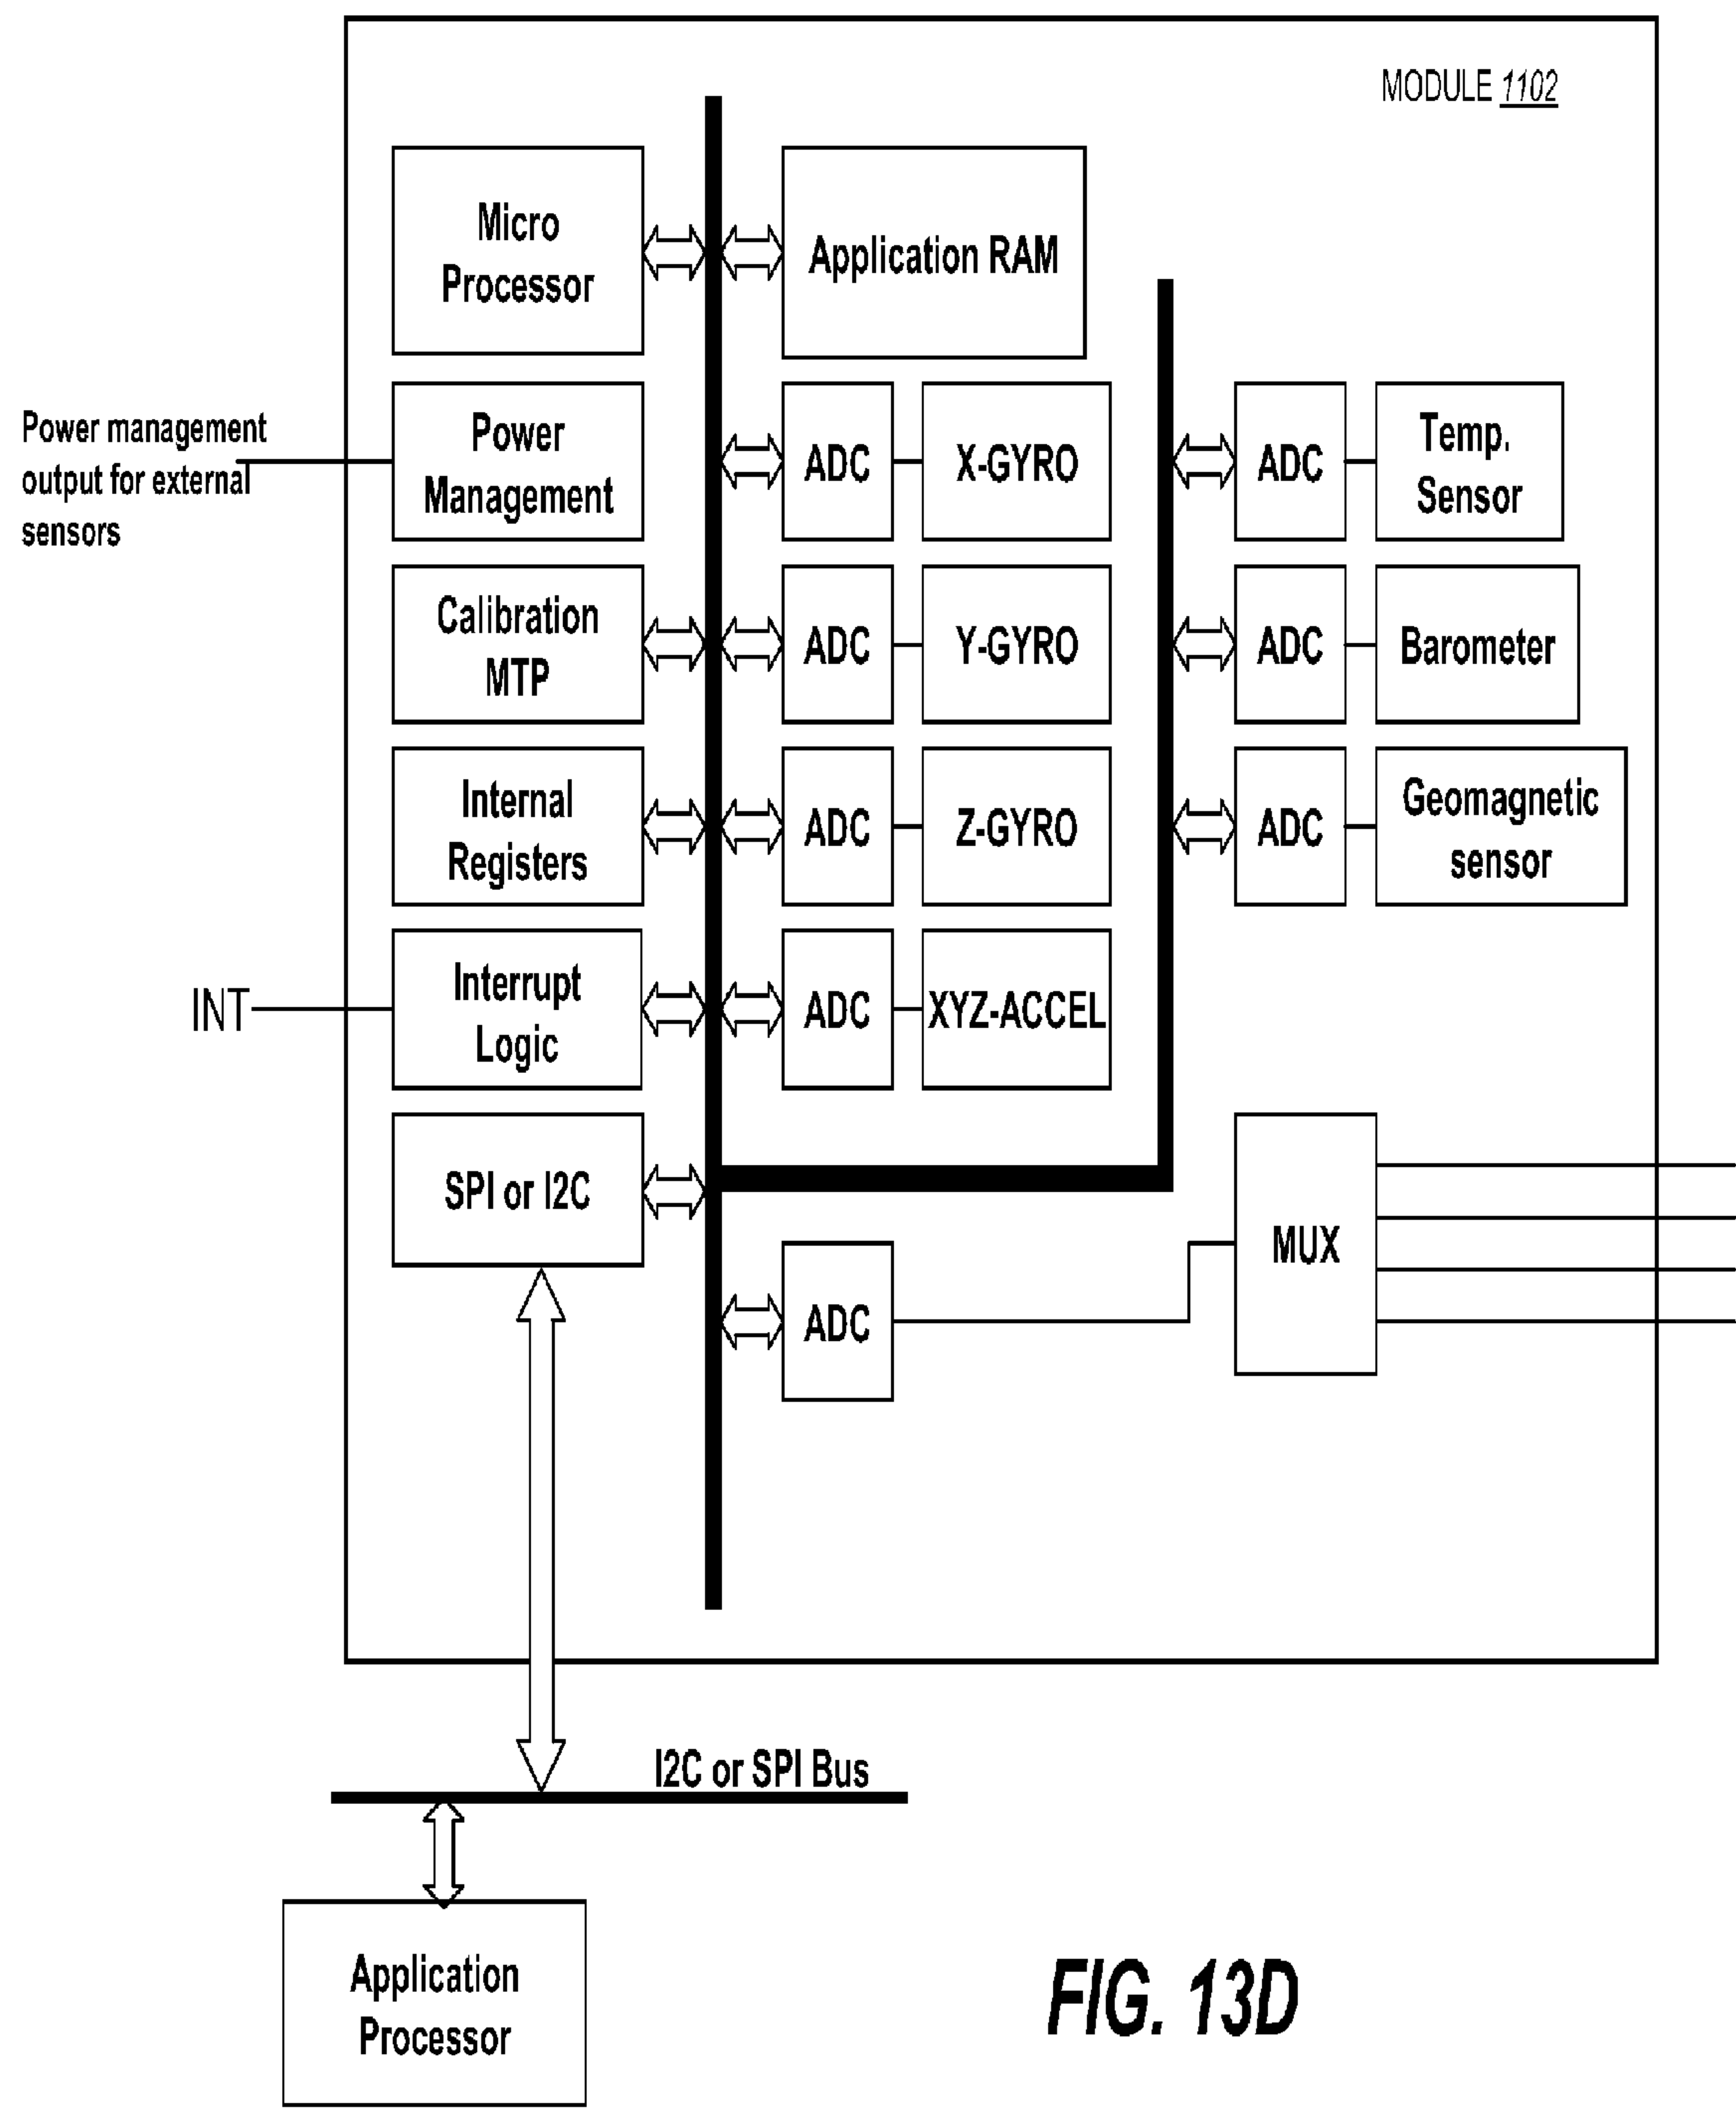 MODULE 1102
Micro
Processor
Application RAM
Power management
output for external
sensors
Power
Management
ADC
X-GYRO
ADC
Temp.
Sensor
Calibration
MTP
ADC
Y-GYRO
ADC
Barometer
Internal
Registers
ADC
Z-GYRO
ADC
Geomagnetic
sensor
INT
Interrupt
Logic
ADC
XYZ-ACCEL
SPI or I2C
MUX
ADC
I2C or SPI Bus
Application
Processor
FIG. 13D